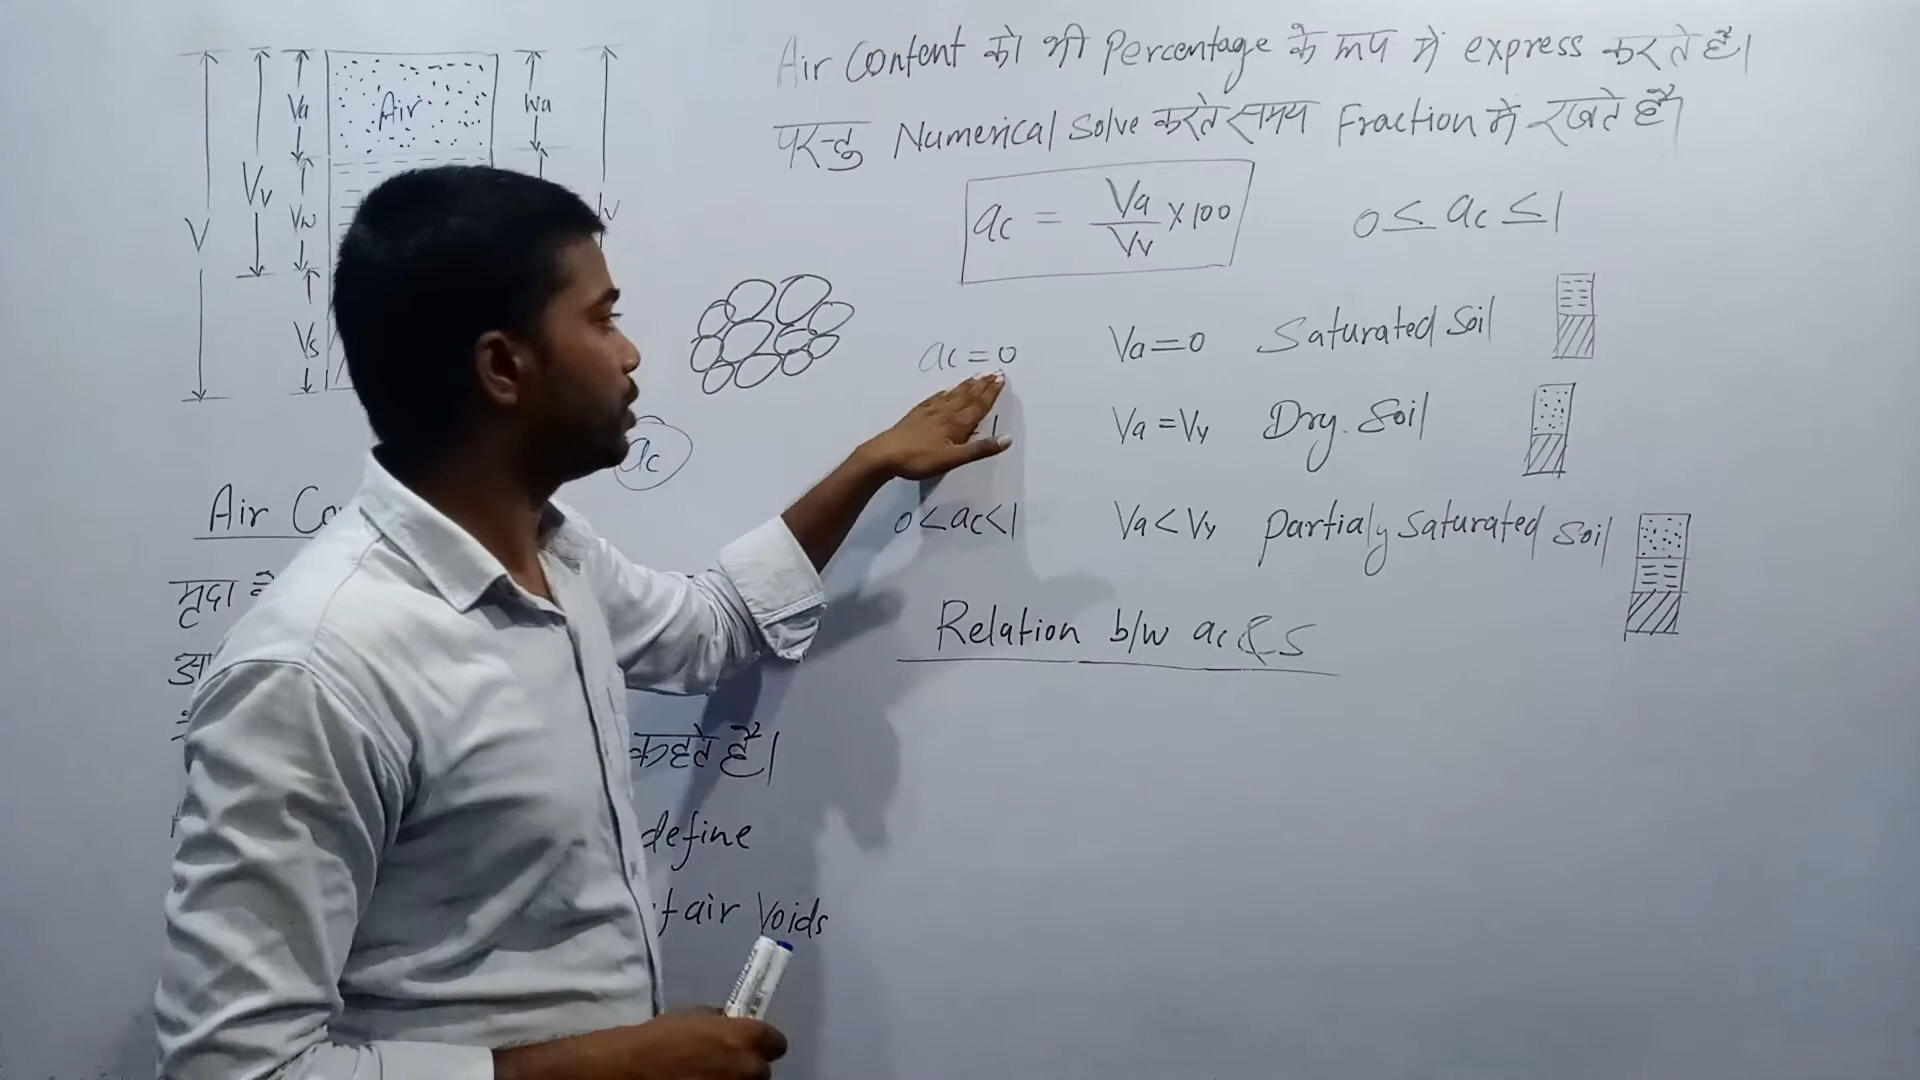 Va
Air
Wa
Vv
V
Vw
Vs
ac
Air
मृदा
कहते है।
define
air Voids
Air Content को भी Percentage के रूप में express करते है।
परन्तु Numerical Solve करते समय Fraction में रखते है।
ac = Va/Vv × 100
0 ≤ ac ≤ 1
ac = 0 Va = 0 Saturated Soil
Va = Vv Dry Soil
0 < ac < 1 Va < Vv Partialy Saturated Soil
Relation b/w ac & S